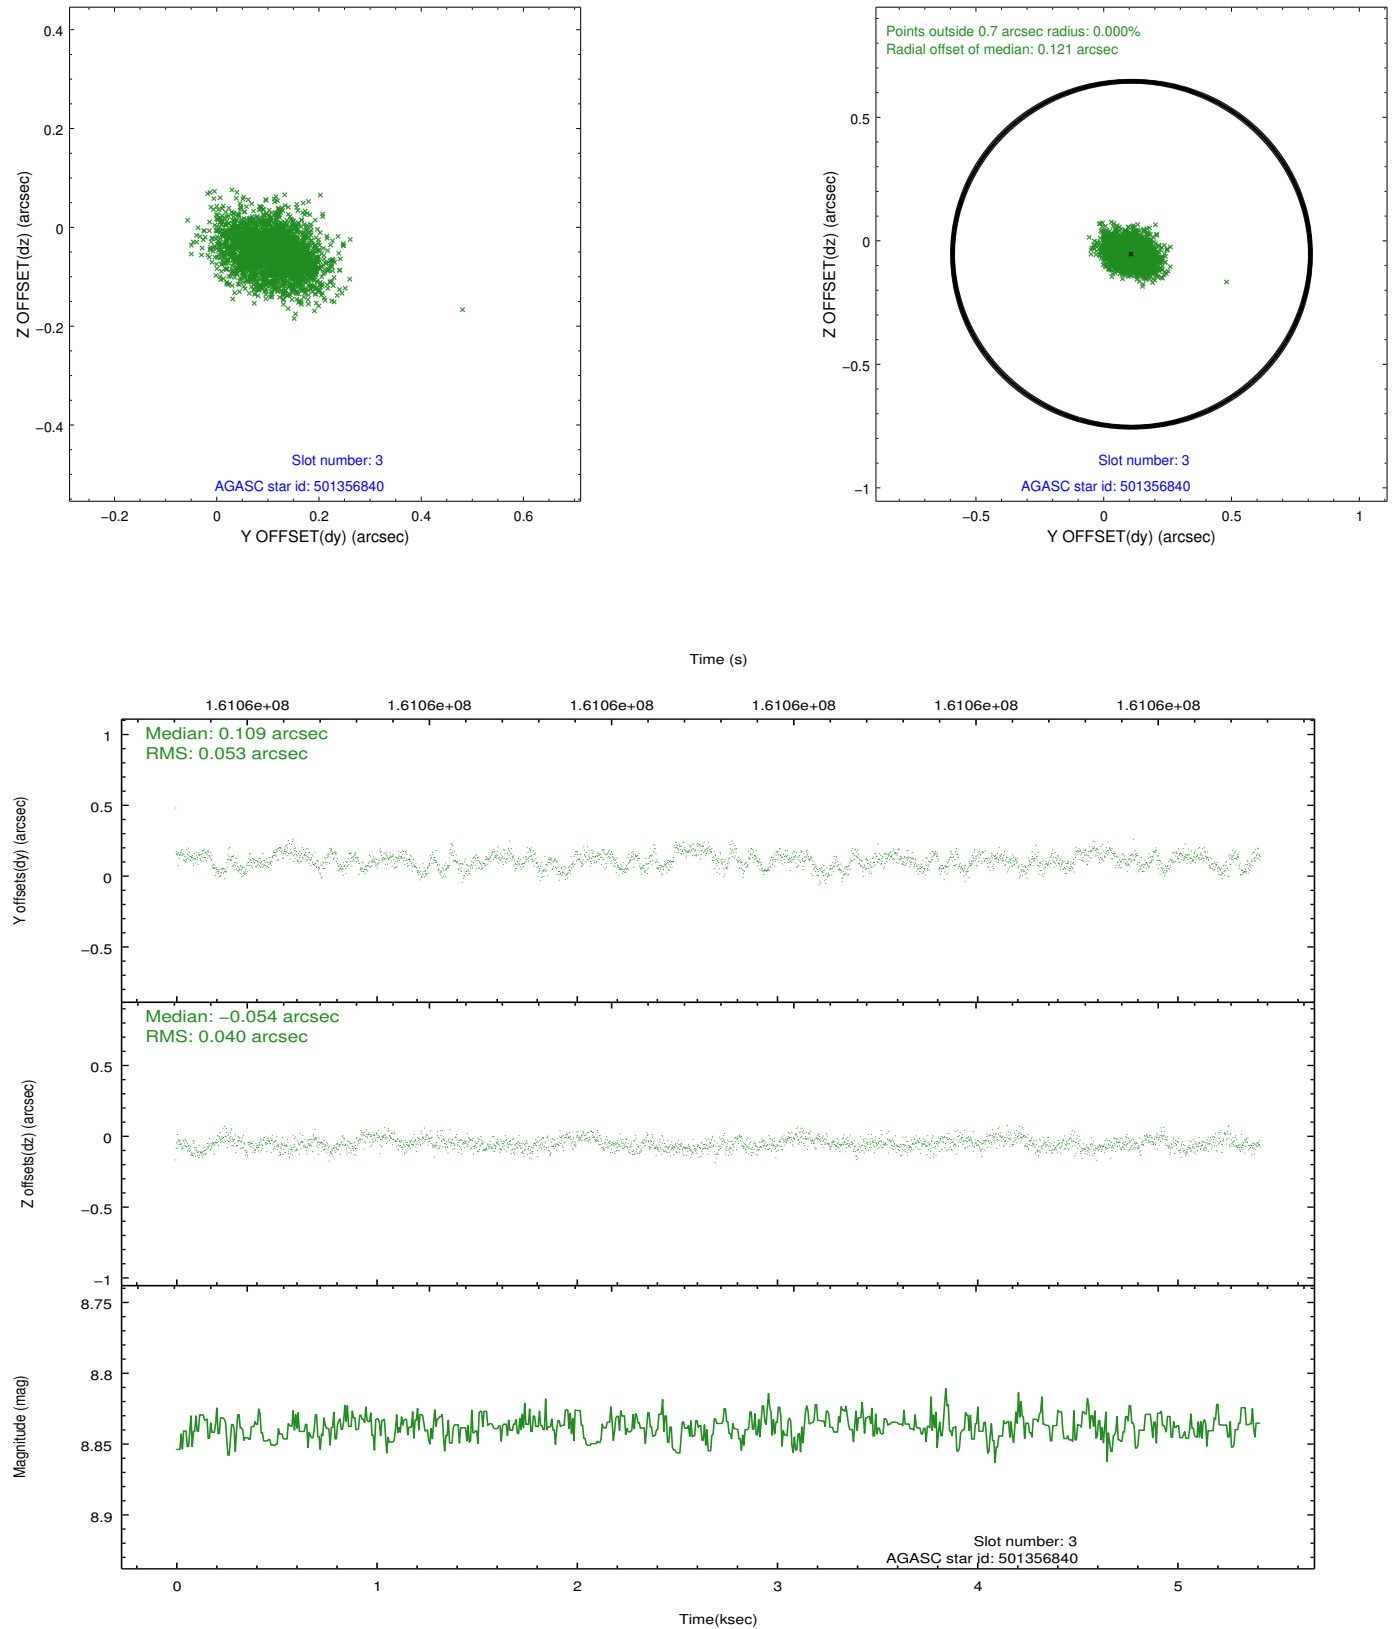 0.4
0.2
0
−0.2
−0.4
Z OFFSET(dz) (arcsec)
Slot number: 3
AGASC star id: 501356840
−0.2 0 0.2 0.4 0.6
Y OFFSET(dy) (arcsec)
Points outside 0.7 arcsec radius: 0.000%
Radial offset of median: 0.121 arcsec
0.5
0
−0.5
−1
Z OFFSET(dz) (arcsec)
Slot number: 3
AGASC star id: 501356840
−0.5 0 0.5 1
Y OFFSET(dy) (arcsec)
Time (s)
1.6106e+08 1.6106e+08 1.6106e+08 1.6106e+08 1.6106e+08 1.6106e+08
Median: 0.109 arcsec
RMS: 0.053 arcsec
1
0.5
0
−0.5
Y offsets(dy) (arcsec)
Median: −0.054 arcsec
RMS: 0.040 arcsec
0.5
0
−0.5
−1
Z offsets(dz) (arcsec)
8.75
8.8
8.85
8.9
Magnitude (mag)
Slot number: 3
AGASC star id: 501356840
0 1 2 3 4 5
Time(ksec)